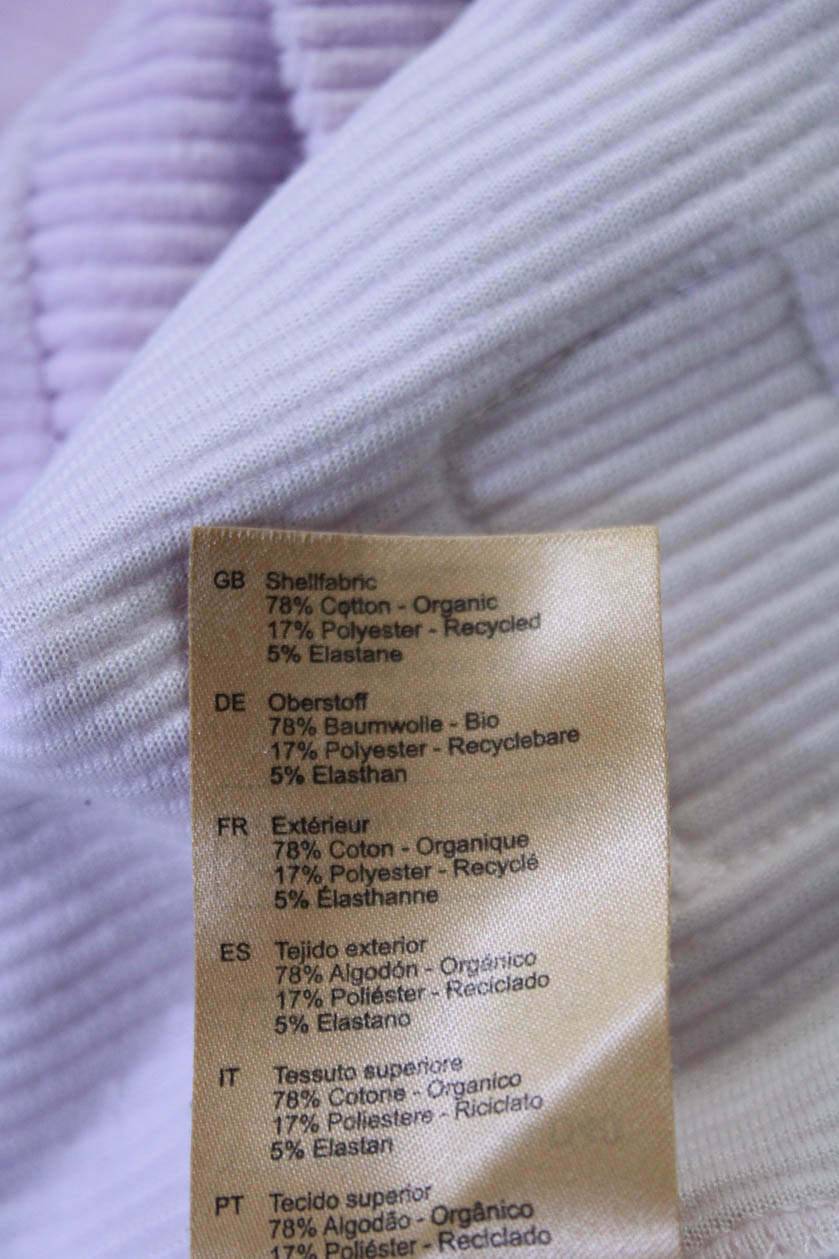 GB Shellfabric
78% Cotton - Organic
17% Polyester - Recycled
5% Elastane
DE Oberstoff
78% Baumwolle - Bio
17% Polyester - Recyclebare
5% Elasthan
FR Extérieur
78% Coton - Organique
17% Polyester - Recyclé
5% Élasthanne
ES Tejido exterior
78% Algodón - Orgánico
17% Poliéster - Reciclado
5% Elastano
IT Tessuto superiore
78% Cotone - Organico
17% Poliestere - Riciclato
5% Elastan
PT Tecido superior
78% Algodão - Orgânico
17% Poliéster - Reciclado